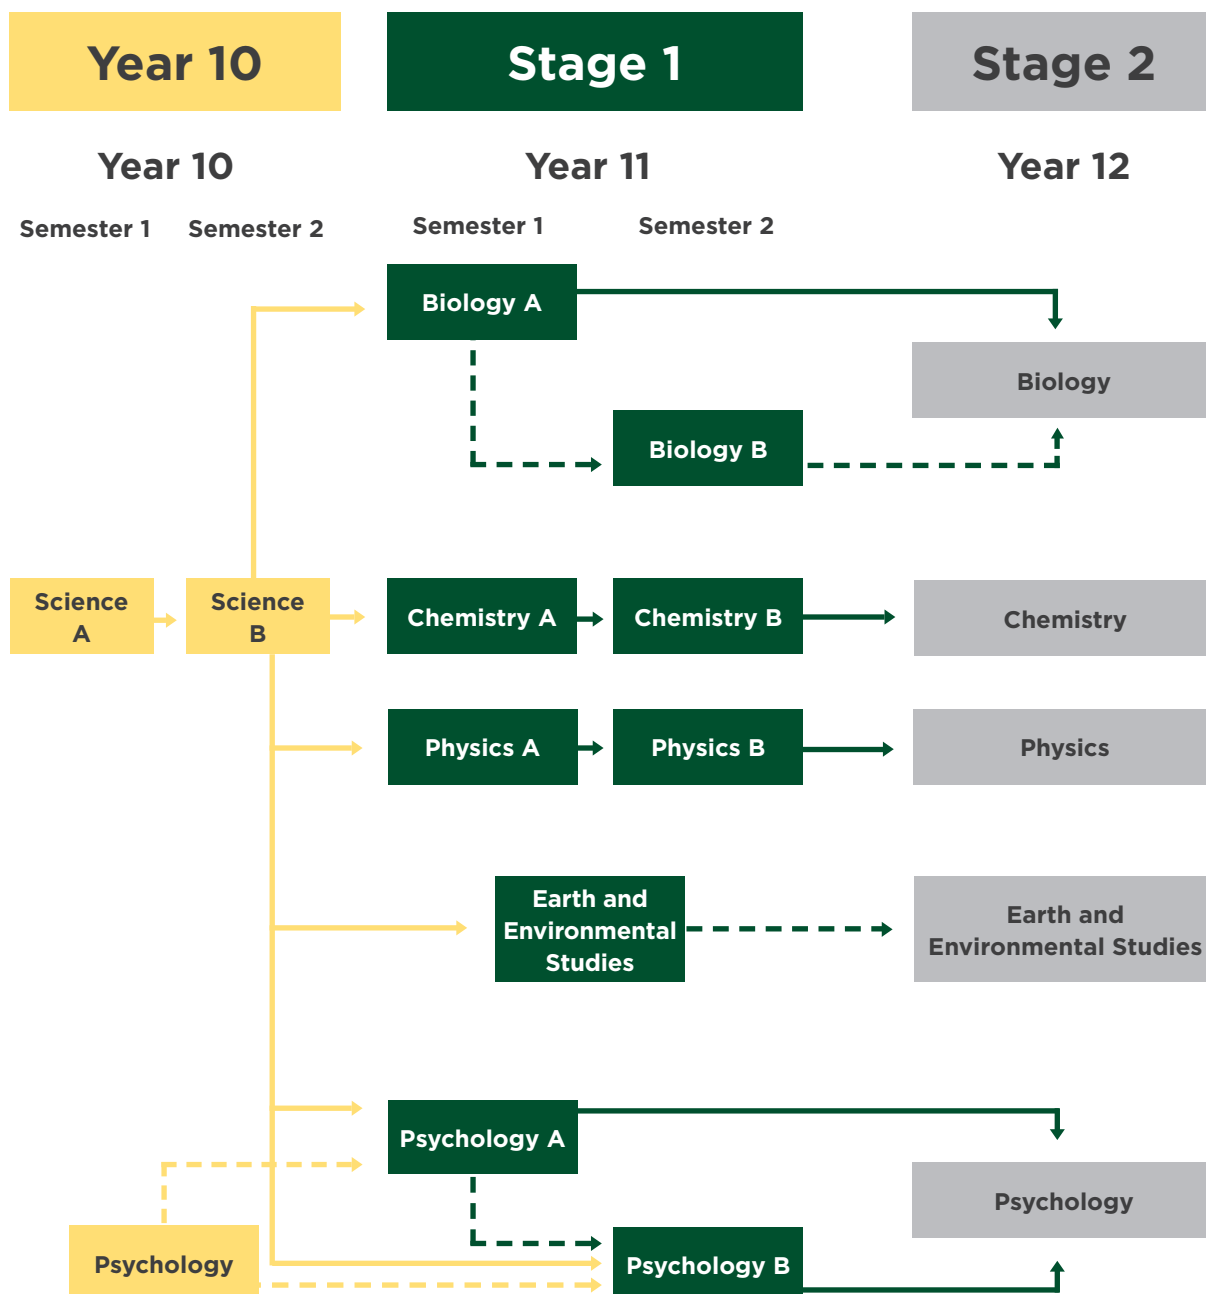 Year 10
Stage 1
Stage 2
Year 10
Year 11
Year 12
Semester 1
Semester 2
Semester 1
Semester 2
Biology A
Biology
Biology B
Science
A
Science
B
Chemistry A
Chemistry B
Chemistry
Physics A
Physics B
Physics
Earth and
Environmental
Studies
Earth and
Environmental Studies
Psychology A
Psychology
Psychology
Psychology B